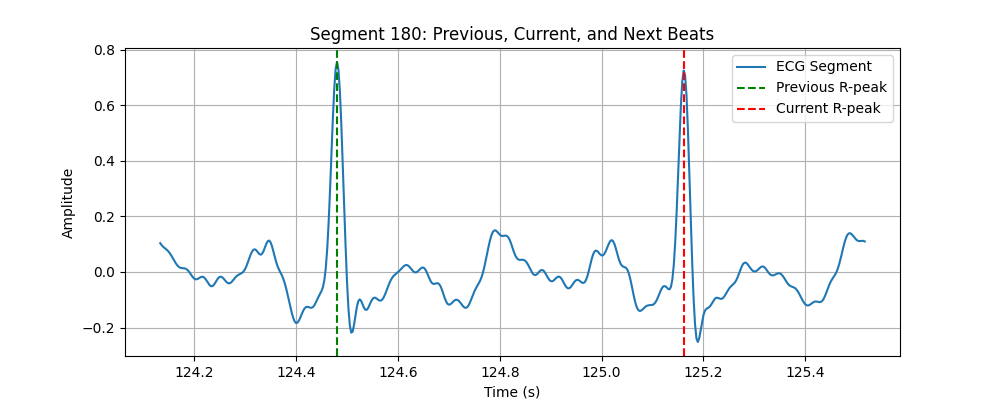 Segment 180: Previous, Current, and Next Beats
ECG Segment
Previous R-peak
Current R-peak
Amplitude
0.8
0.6
0.4
0.2
0.0
−0.2
124.2 124.4 124.6 124.8 125.0 125.2 125.4
Time (s)